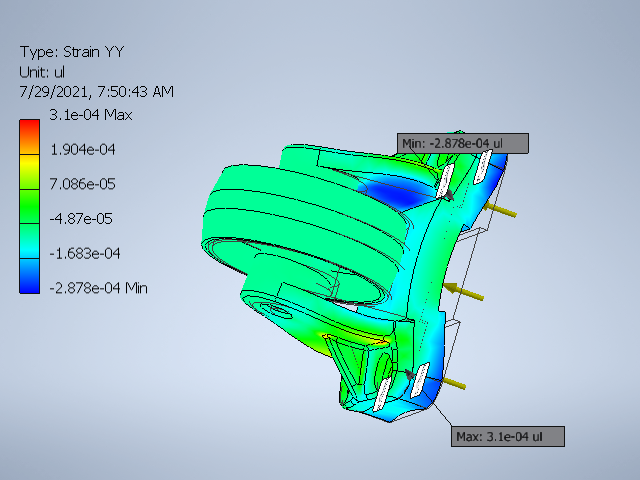 Type: Strain YY
Unit: ul
7/29/2021, 7:50:43 AM
3.1e-04 Max
1.904e-04
7.086e-05
-4.87e-05
-1.683e-04
-2.878e-04 Min
Min: -2.878e-04 ul
Max: 3.1e-04 ul